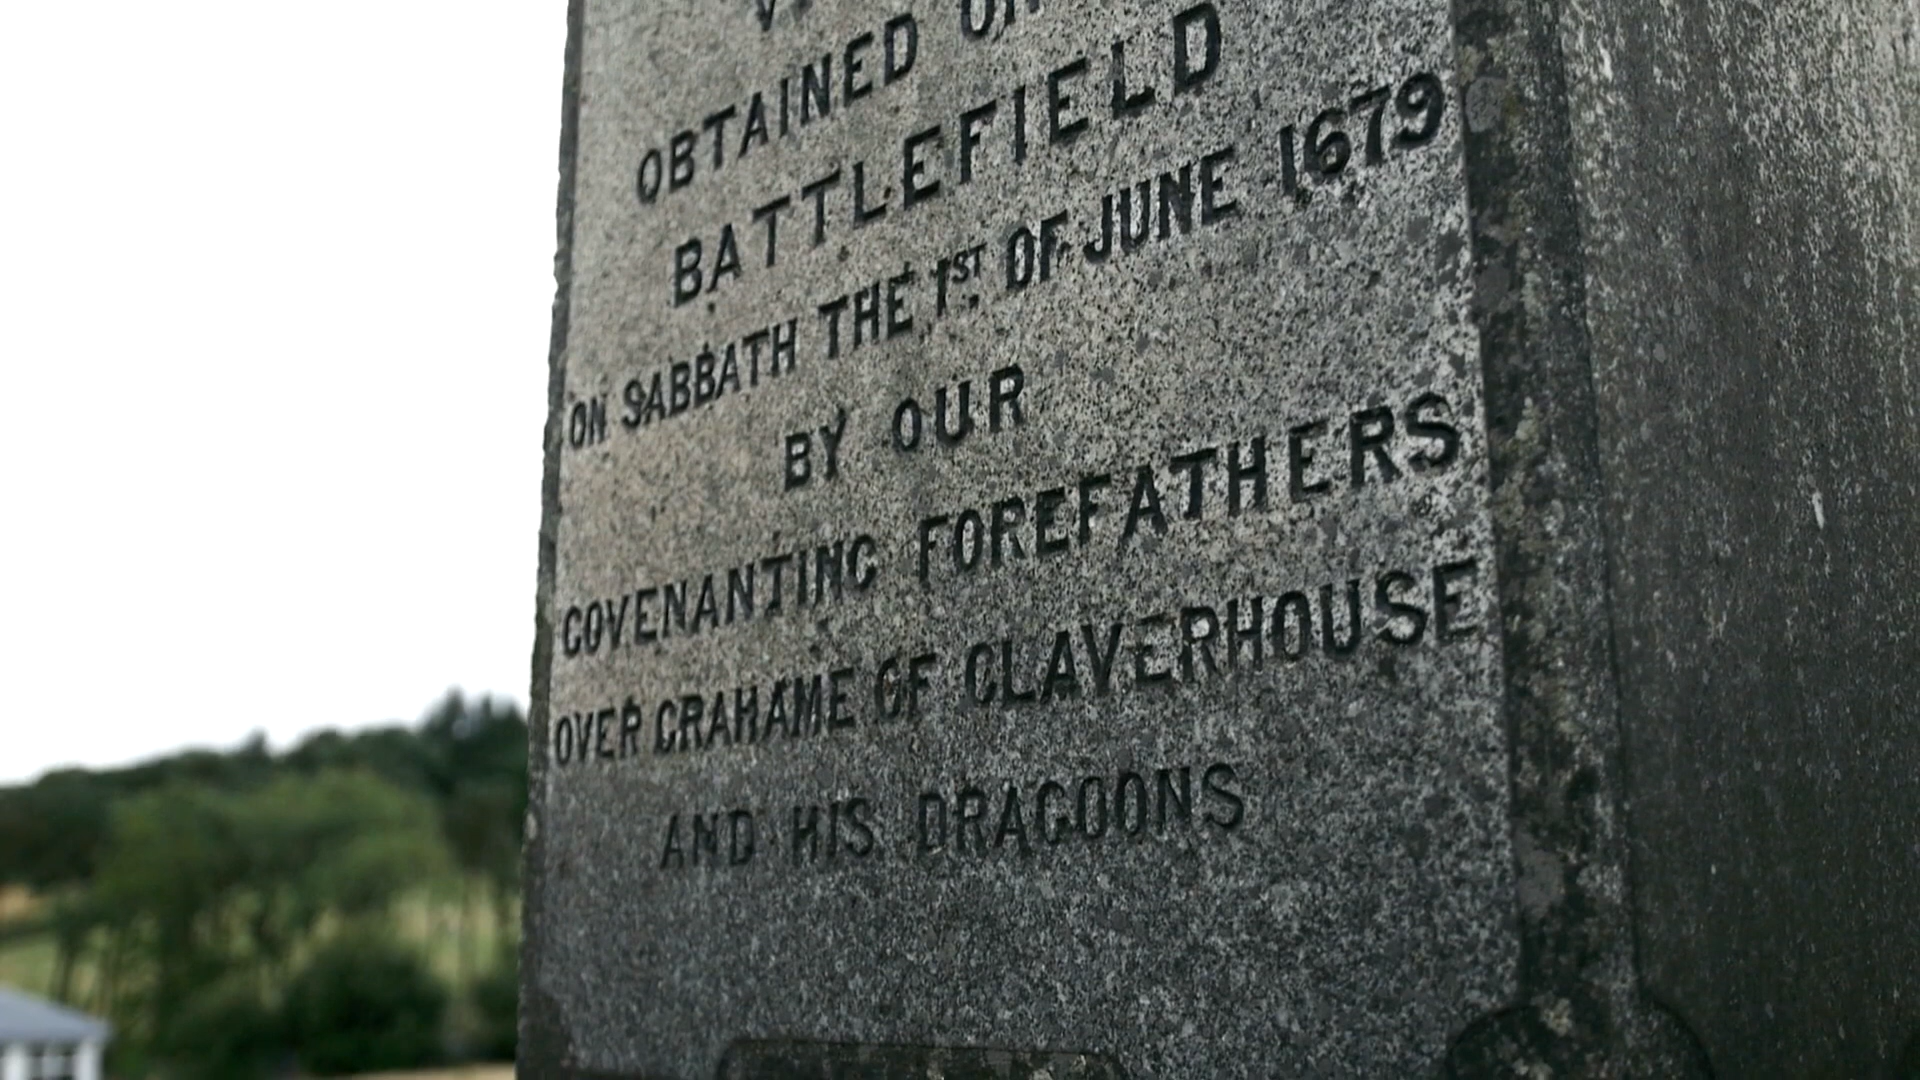 OBTAINED ON
BATTLEFIELD
ON SABBATH THE 1ST OF JUNE 1679
BY OUR
COVENANTING FOREFATHERS
OVER GRAHAME OF CLAVERHOUSE
AND HIS DRAGOONS